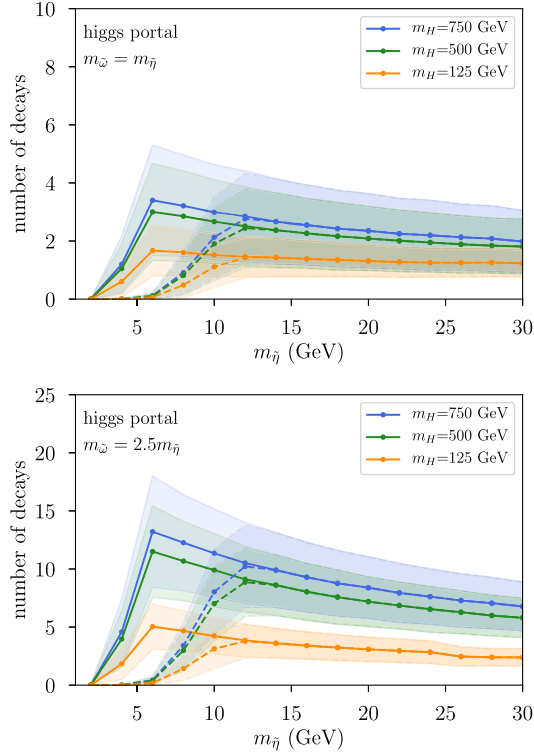 10
8
6
4
2
0
number of decays
higgs portal
m_ω̃ = m_η̃
m_H=750 GeV
m_H=500 GeV
m_H=125 GeV
5 10 15 20 25 30
m_η̃ (GeV)
25
20
15
10
5
0
number of decays
higgs portal
m_ω̃ = 2.5m_η̃
m_H=750 GeV
m_H=500 GeV
m_H=125 GeV
5 10 15 20 25 30
m_η̃ (GeV)